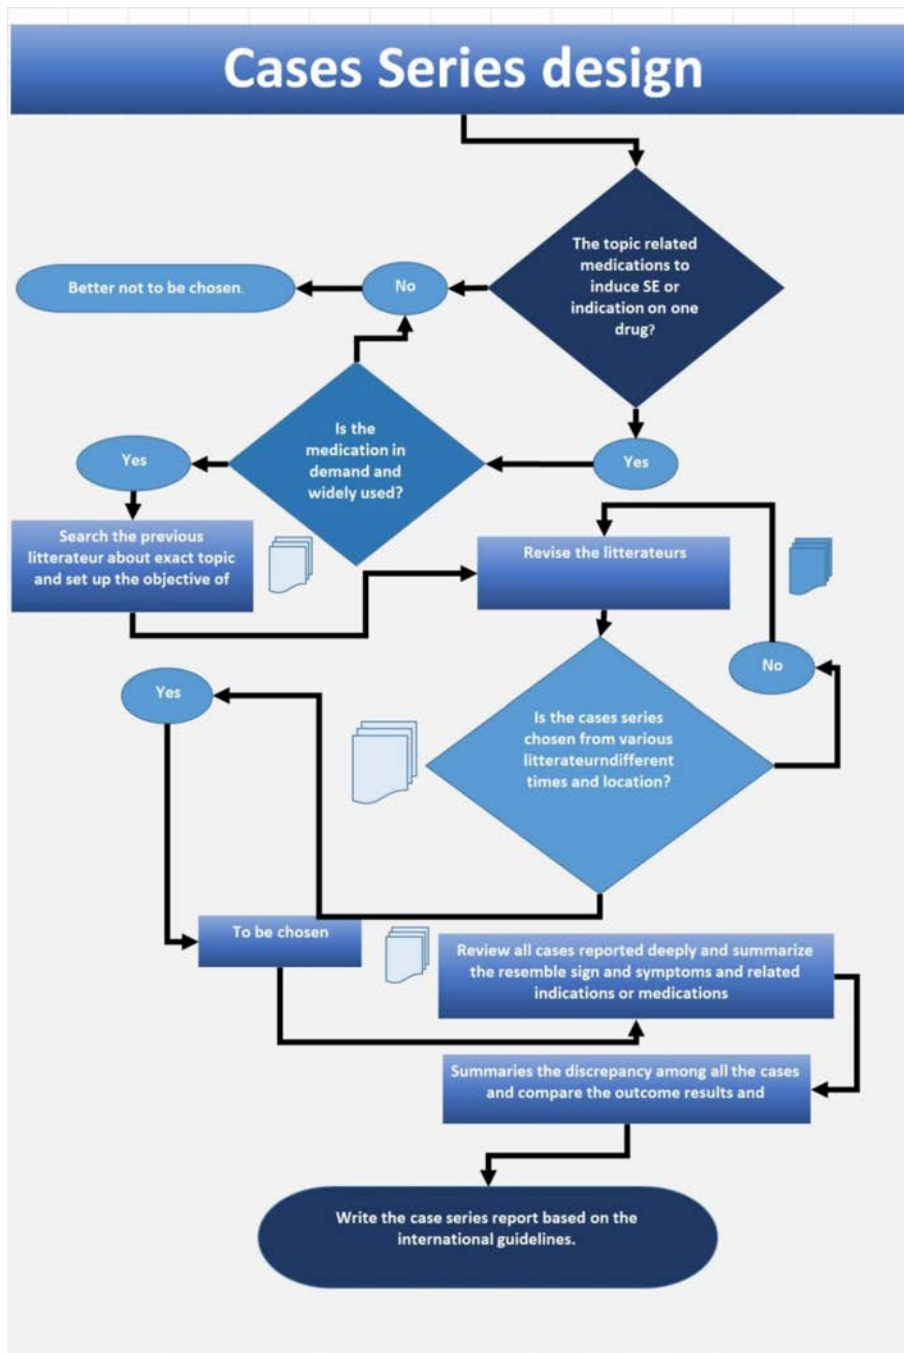 Cases Series design
The topic related
medications to
induce SE or
indication on one
drug?
No
Better not to be chosen.
Is the
medication in
demand and
widely used?
Yes
Yes
Search the previous
litterateur about exact topic
and set up the objective of
Revise the litterateurs
No
Yes
Is the cases series
chosen from various
litterateurndifferent
times and location?
To be chosen
Review all cases reported deeply and summarize
the resemble sign and symptoms and related
indications or medications
Summaries the discrepancy among all the cases
and compare the outcome results and
Write the case series report based on the
international guidelines.